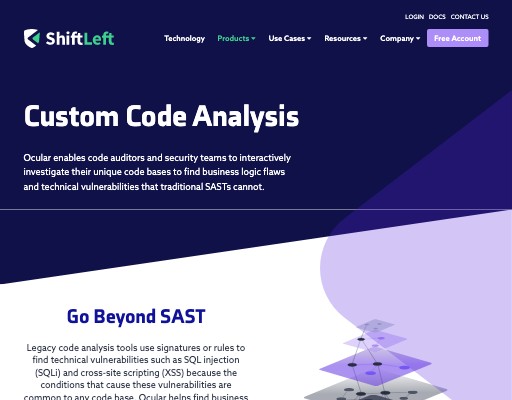 LOGIN DOCS CONTACT US
ShiftLeft
Technology Products Use Cases Resources Company Free Account
Custom Code Analysis
Ocular enables code auditors and security teams to interactively
investigate their unique code bases to find business logic flaws
and technical vulnerabilities that traditional SASTs cannot.
Go Beyond SAST
Legacy code analysis tools use signatures or rules to
find technical vulnerabilities such as SQL injection
(SQLi) and cross-site scripting (XSS) because the
conditions that cause these vulnerabilities are
common to any code base. Ocular helps find business